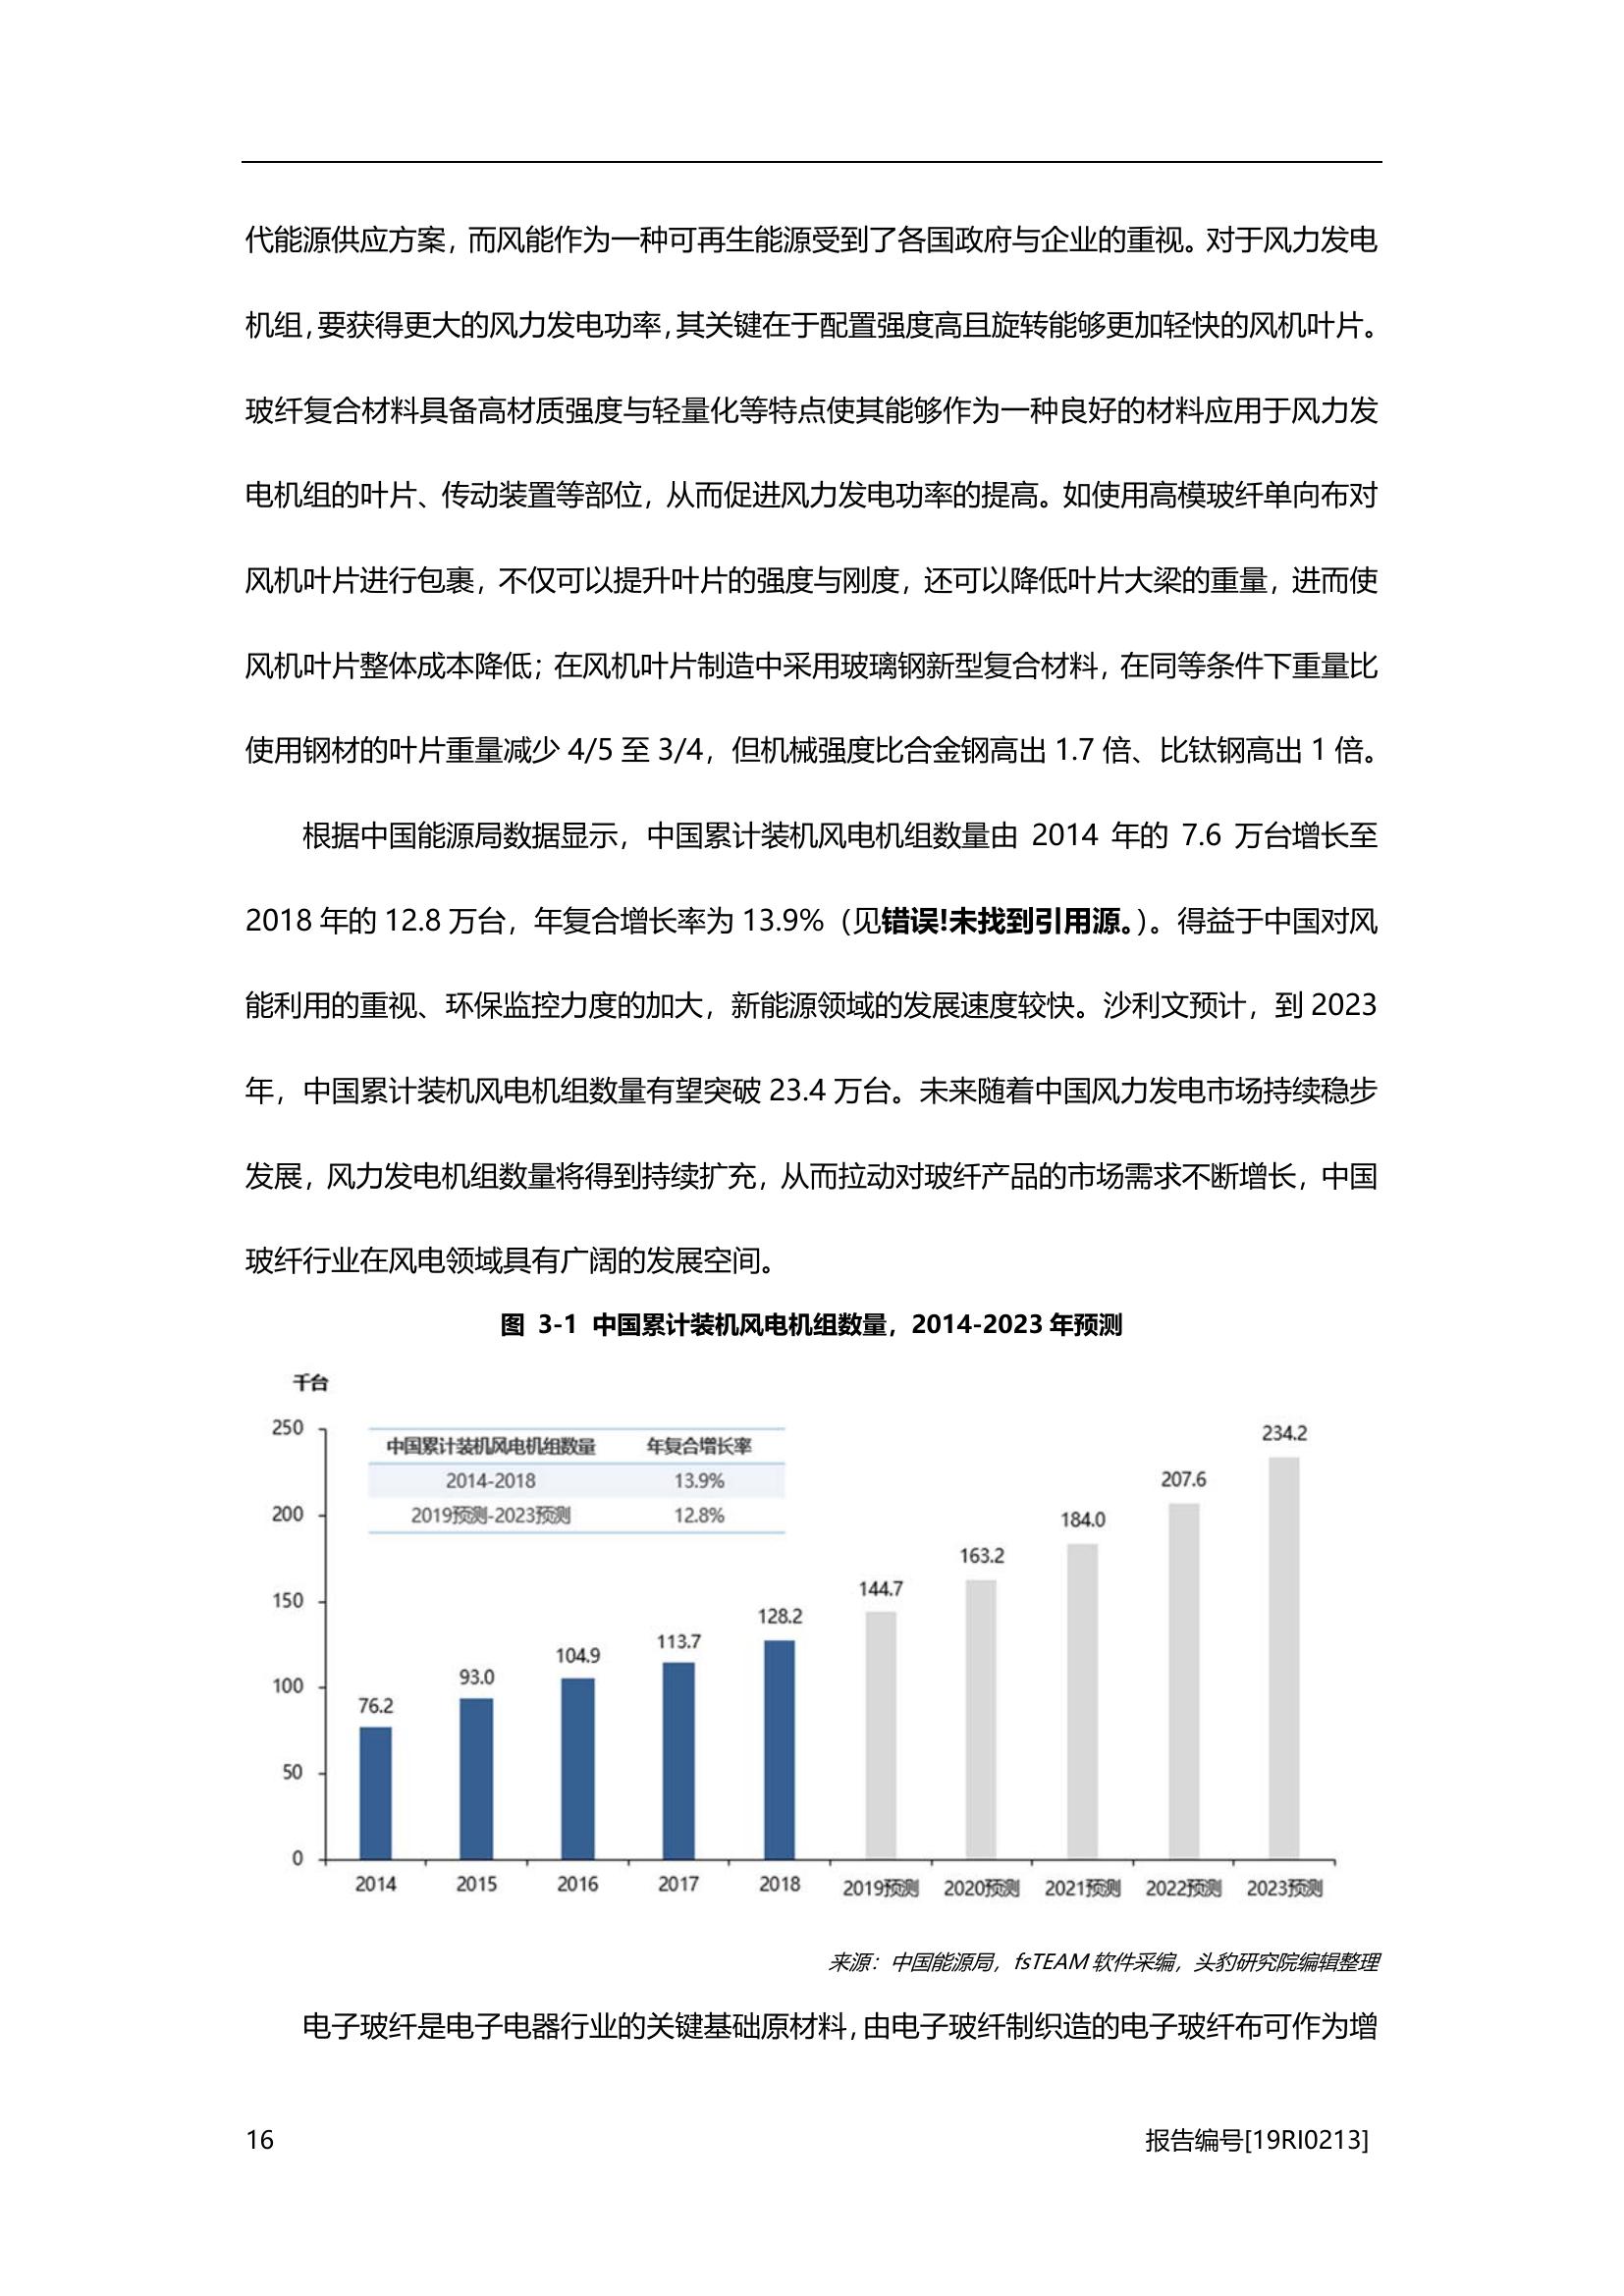 代能源供应方案，而风能作为一种可再生能源受到了各国政府与企业的重视。对于风力发电
机组，要获得更大的风力发电功率，其关键在于配置强度高且旋转能够更加轻快的风机叶片。
玻纤复合材料具备高材质强度与轻量化等特点使其能够作为一种良好的材料应用于风力发
电机组的叶片、传动装置等部位，从而促进风力发电功率的提高。如使用高模玻纤单向布对
风机叶片进行包裹，不仅可以提升叶片的强度与刚度，还可以降低叶片大梁的重量，进而使
风机叶片整体成本降低；在风机叶片制造中采用玻璃钢新型复合材料，在同等条件下重量比
使用钢材的叶片重量减少 4/5 至 3/4，但机械强度比合金钢高出 1.7 倍、比钛钢高出 1 倍。
根据中国能源局数据显示，中国累计装机风电机组数量由 2014 年的 7.6 万台增长至
2018 年的 12.8 万台，年复合增长率为 13.9%（见错误!未找到引用源。）。得益于中国对风
能利用的重视、环保监控力度的加大，新能源领域的发展速度较快。沙利文预计，到 2023
年，中国累计装机风电机组数量有望突破 23.4 万台。未来随着中国风力发电市场持续稳步
发展，风力发电机组数量将得到持续扩充，从而拉动对玻纤产品的市场需求不断增长，中国
玻纤行业在风电领域具有广阔的发展空间。
图 3-1 中国累计装机风电机组数量，2014-2023 年预测
千台
250
200
150
100
50
0
中国累计装机风电机组数量 年复合增长率
2014-2018 13.9%
2019预测-2023预测 12.8%
76.2 93.0 104.9 113.7 128.2 144.7 163.2 184.0 207.6 234.2
2014 2015 2016 2017 2018 2019预测 2020预测 2021预测 2022预测 2023预测
来源：中国能源局，fsTEAM 软件采编，头豹研究院编辑整理
电子玻纤是电子电器行业的关键基础原材料，由电子玻纤制织造的电子玻纤布可作为增
16 报告编号[19RI0213]